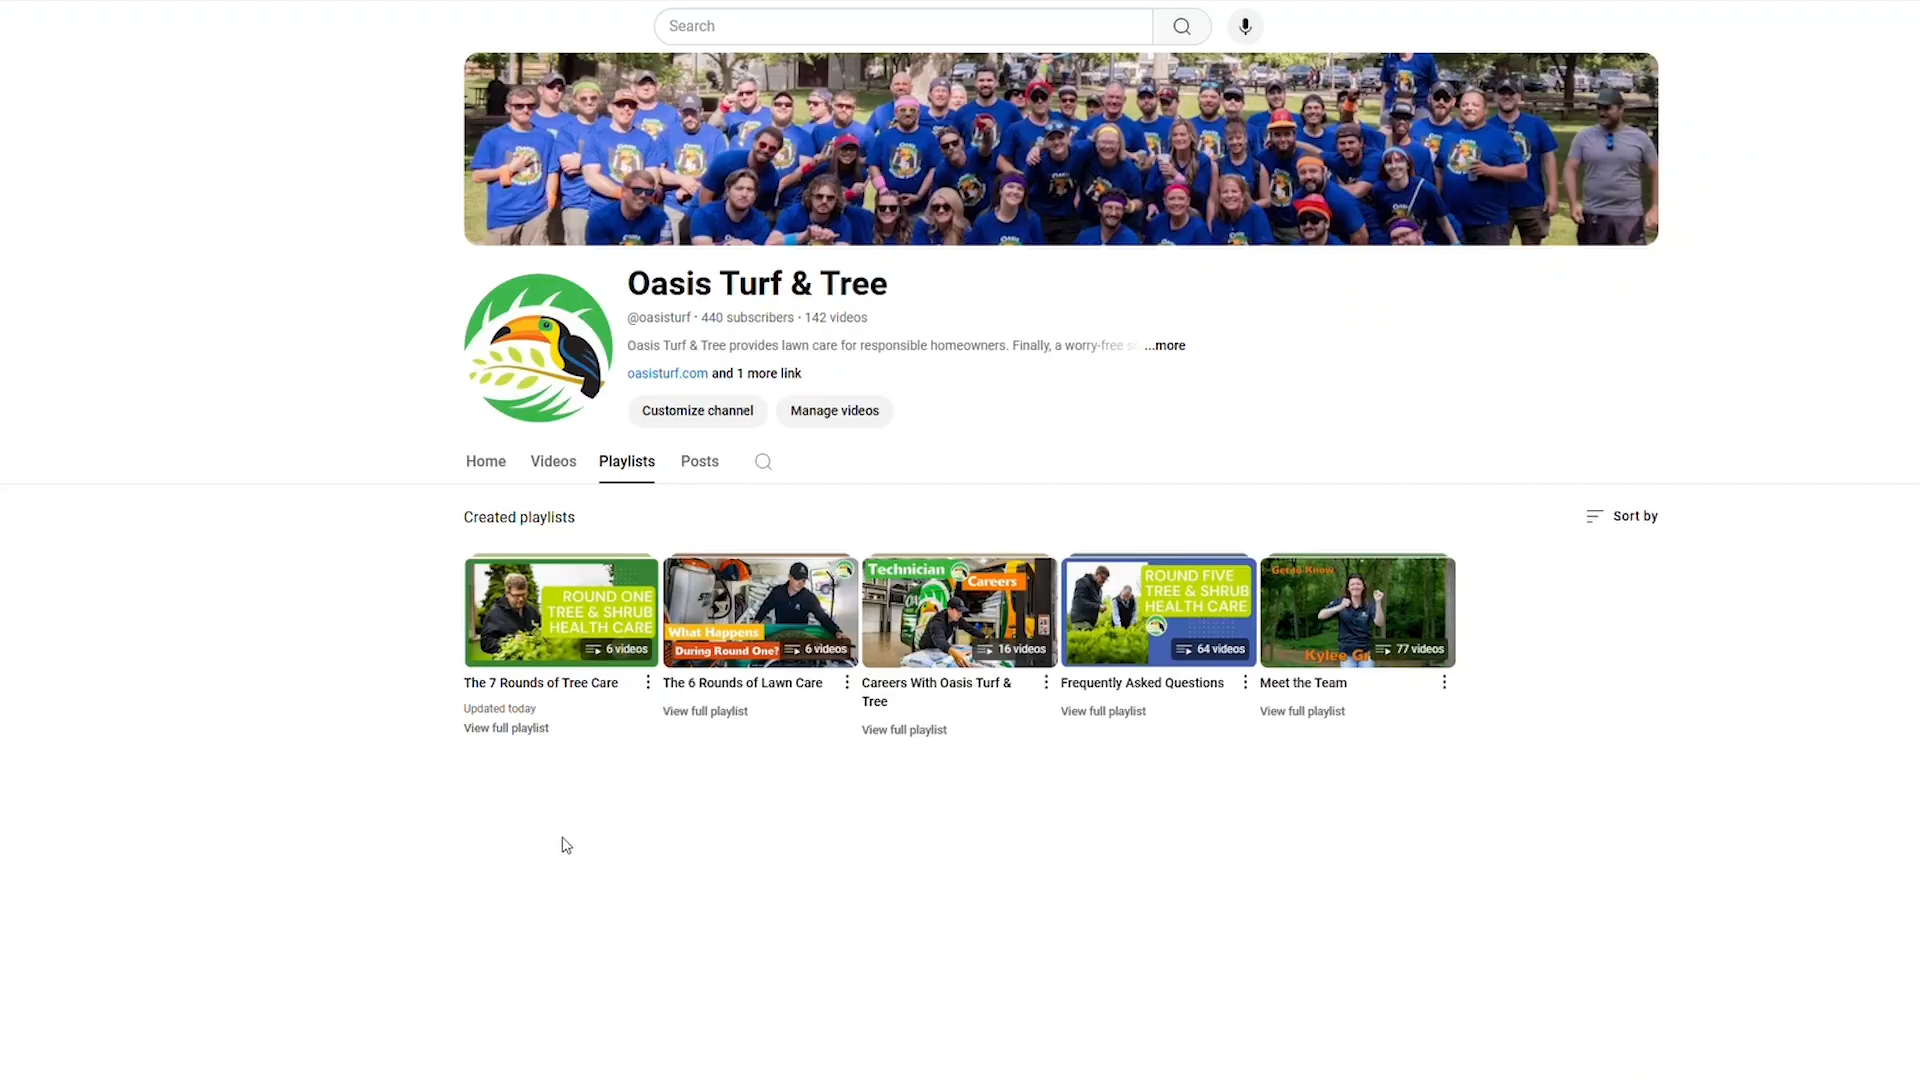 Search
Oasis Turf & Tree
@oasisturf · 440 subscribers · 142 videos
Oasis Turf & Tree provides lawn care for responsible homeowners. Finally, a worry-free ...more
oasisturf.com and 1 more link
Customize channel
Manage videos
Home
Videos
Playlists
Posts
Created playlists
Sort by
ROUND ONE
TREE & SHRUB
HEALTH CARE
6 videos
The 7 Rounds of Tree Care
Updated today
View full playlist
What Happens
During Round One?
6 videos
The 6 Rounds of Lawn Care
View full playlist
Technician
Careers
16 videos
Careers With Oasis Turf &
Tree
View full playlist
ROUND FIVE
TREE & SHRUB
HEALTH CARE
64 videos
Frequently Asked Questions
View full playlist
Get to Know
Kylee Gr
77 videos
Meet the Team
View full playlist